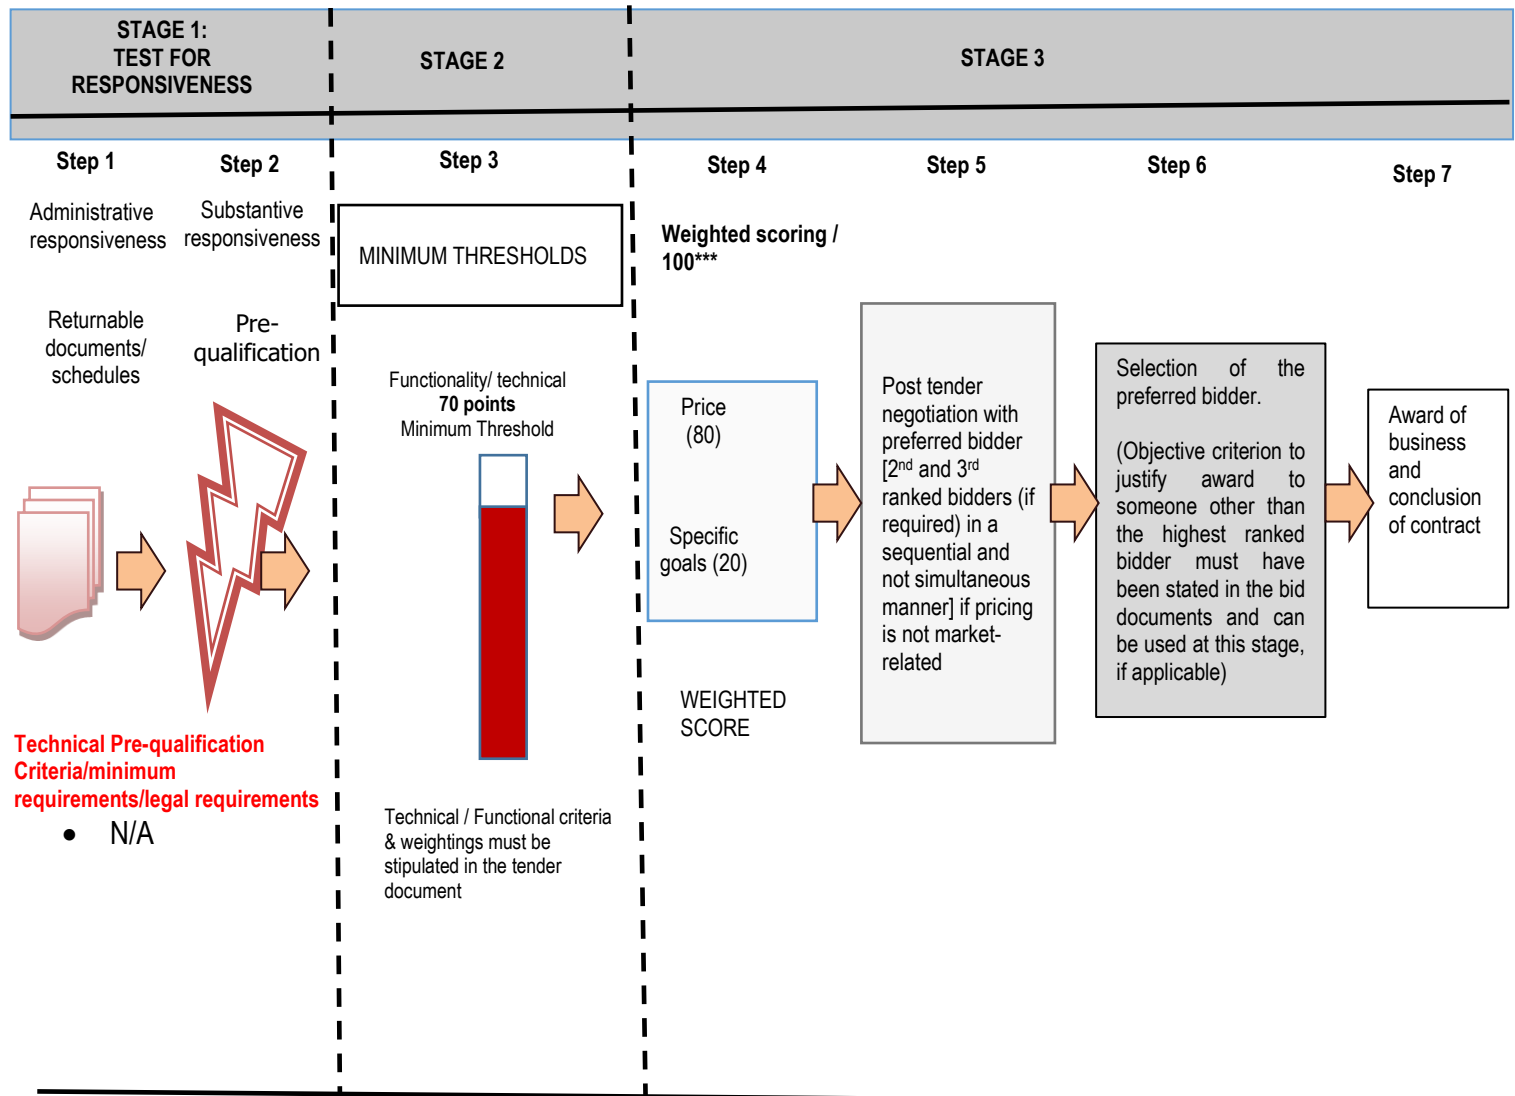 STAGE 1:
TEST FOR
RESPONSIVENESS
STAGE 2
STAGE 3
Step 1
Step 2
Step 3
Step 4
Step 5
Step 6
Step 7
Administrative
responsiveness
Substantive
responsiveness
MINIMUM THRESHOLDS
Weighted scoring /
100***
Returnable
documents/
schedules
Pre-
qualification
Functionality/ technical
70 points
Minimum Threshold
Price
(80)
Specific
goals (20)
WEIGHTED
SCORE
Post tender
negotiation with
preferred bidder
[2nd and 3rd
ranked bidders (if
required) in a
sequential and
not simultaneous
manner] if pricing
is not market-
related
Selection of the
preferred bidder.
(Objective criterion to
justify award to
someone other than
the highest ranked
bidder must have
been stated in the bid
documents and can
be used at this stage,
if applicable)
Award of
business
and
conclusion
of contract
Technical Pre-qualification
Criteria/minimum
requirements/legal requirements
• N/A
Technical / Functional criteria
& weightings must be
stipulated in the tender
document